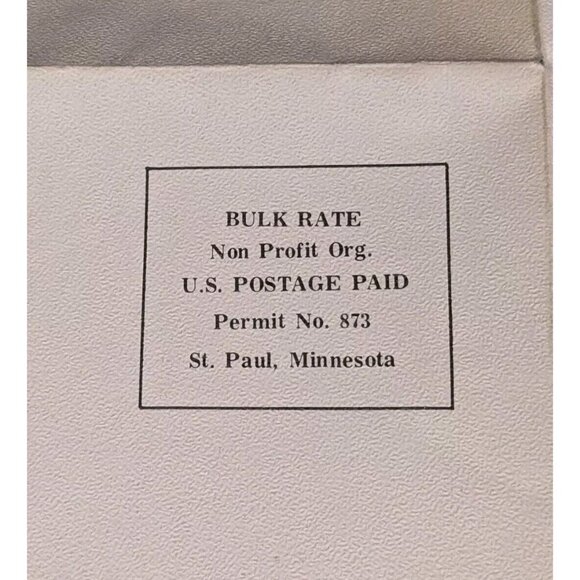 BULK RATE
Non Profit Org.
U.S. POSTAGE PAID
Permit No. 873
St. Paul, Minnesota